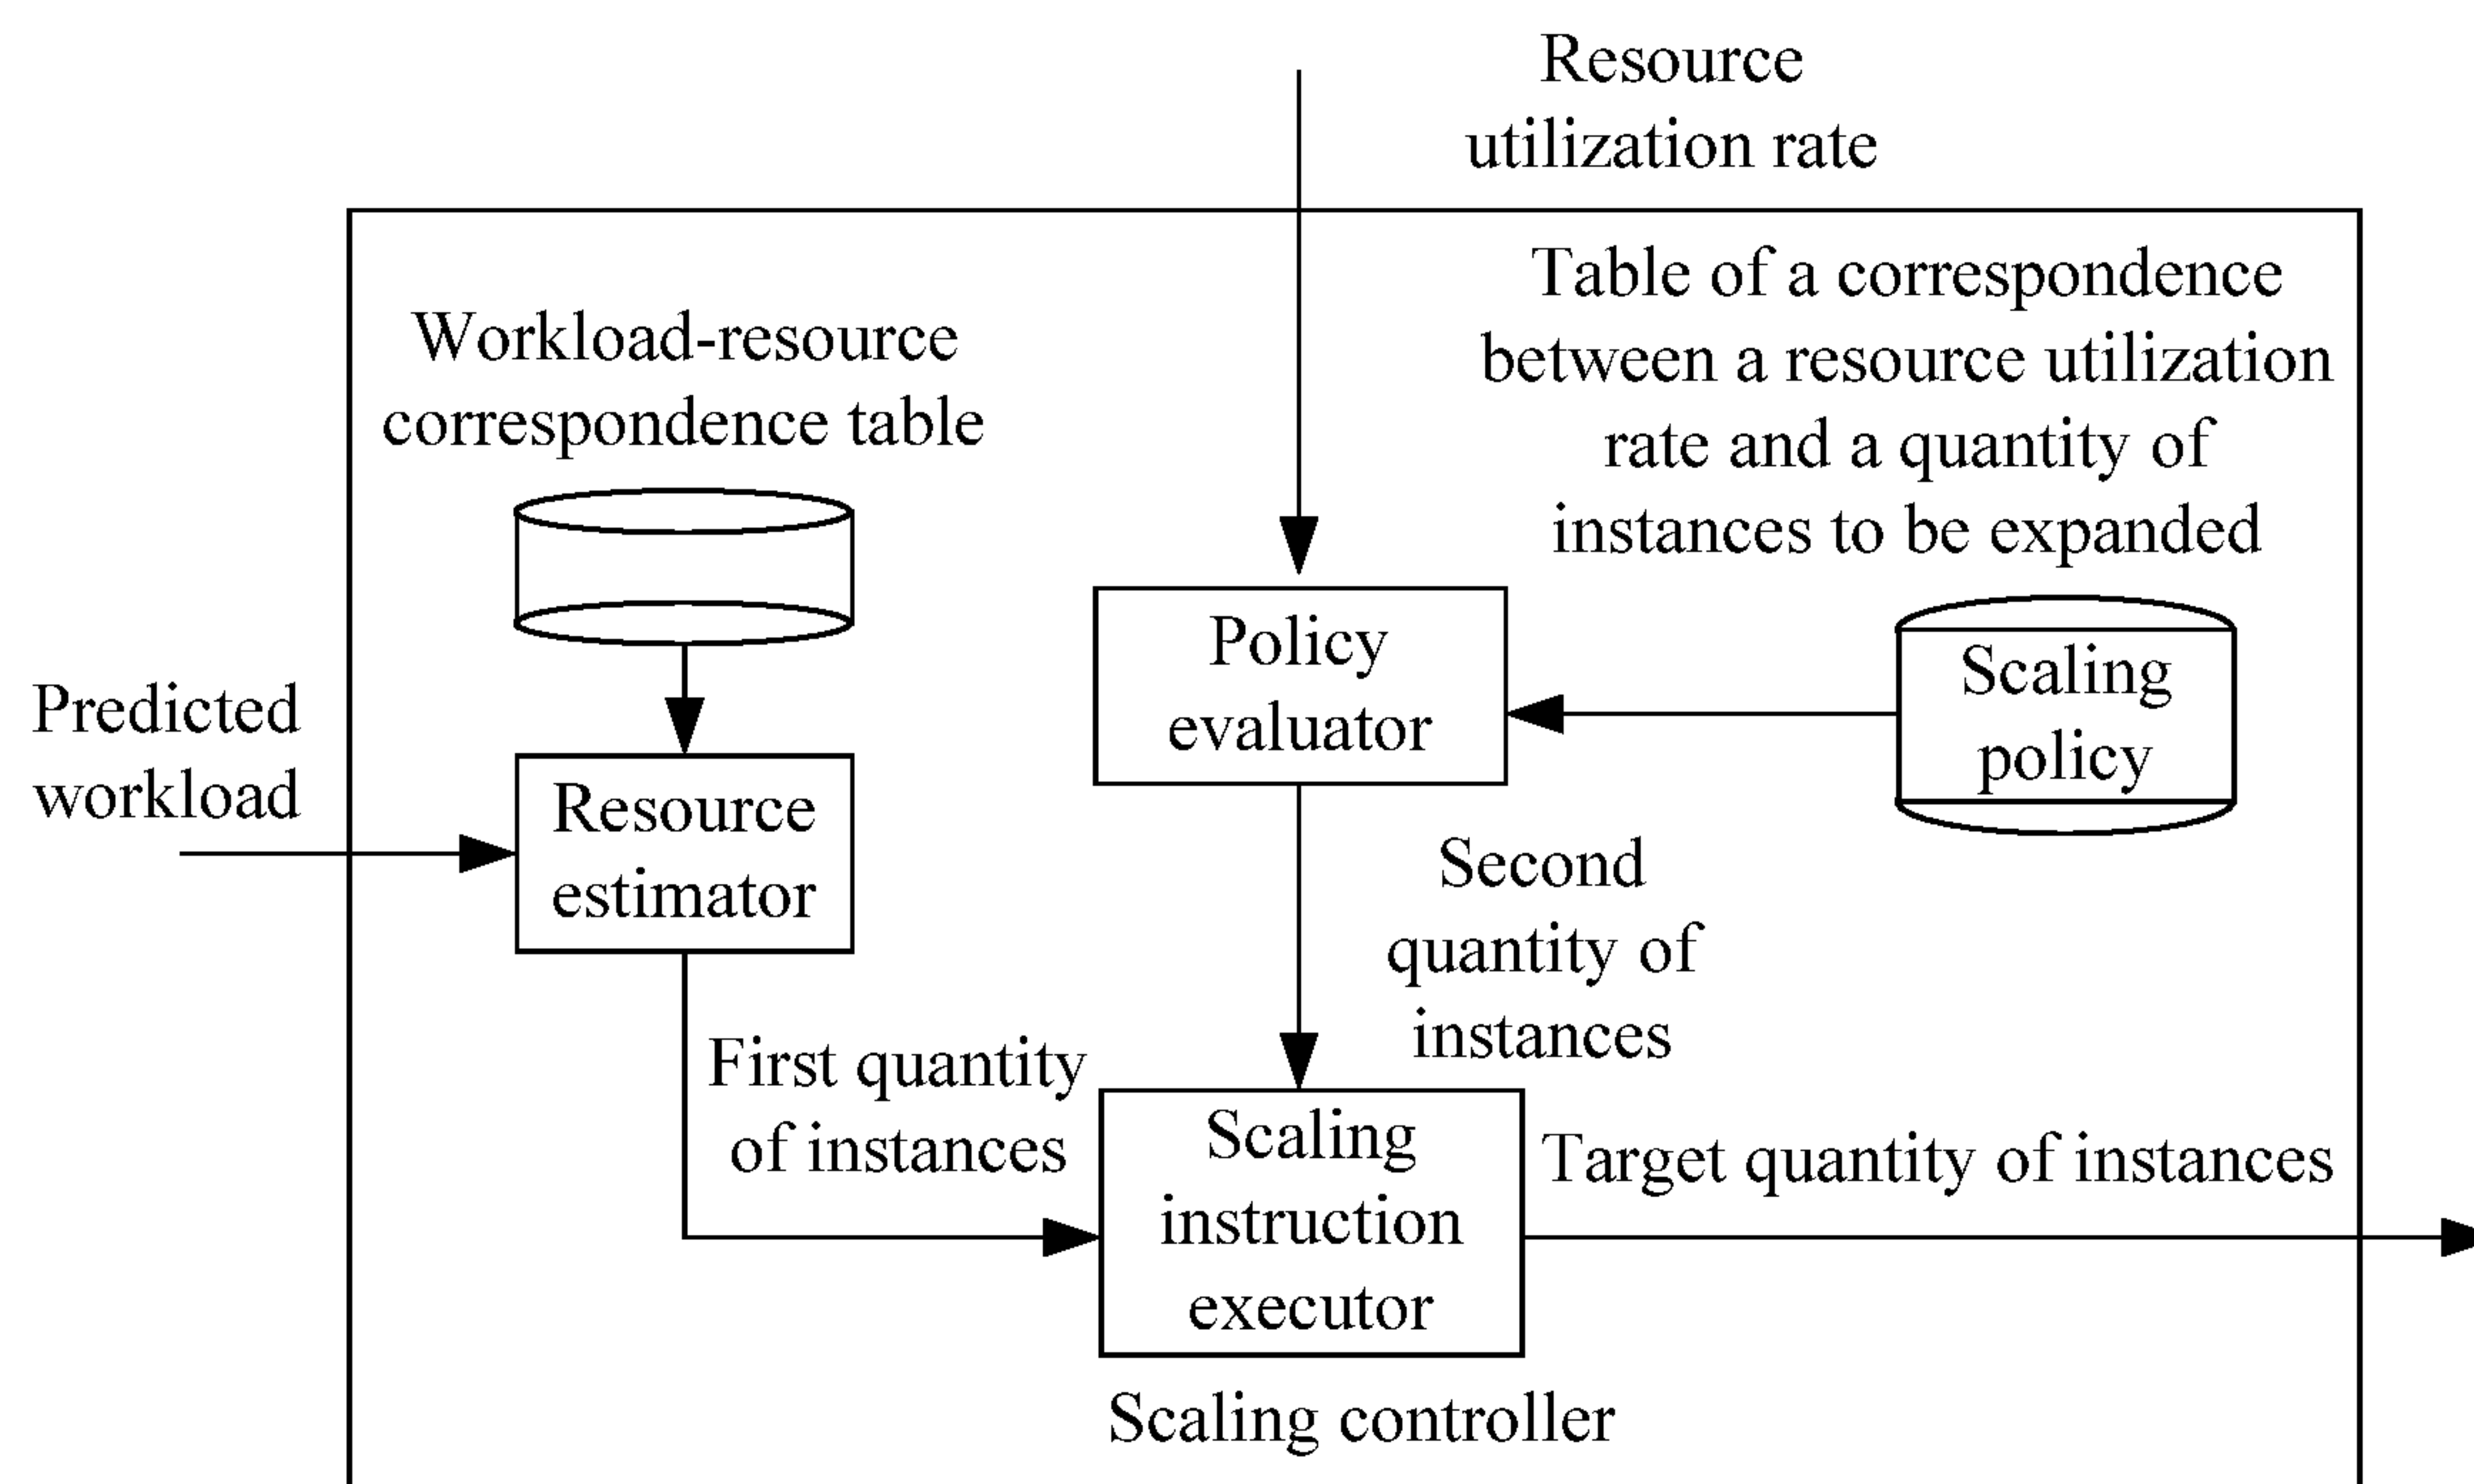 Resource
utilization rate
Table of a correspondence
between a resource utilization
rate and a quantity of
instances to be expanded
Workload-resource
correspondence table
Policy
evaluator
Scaling
policy
Predicted
workload
Resource
estimator
Second
quantity of
instances
First quantity
of instances
Scaling
instruction
executor
Target quantity of instances
Scaling controller